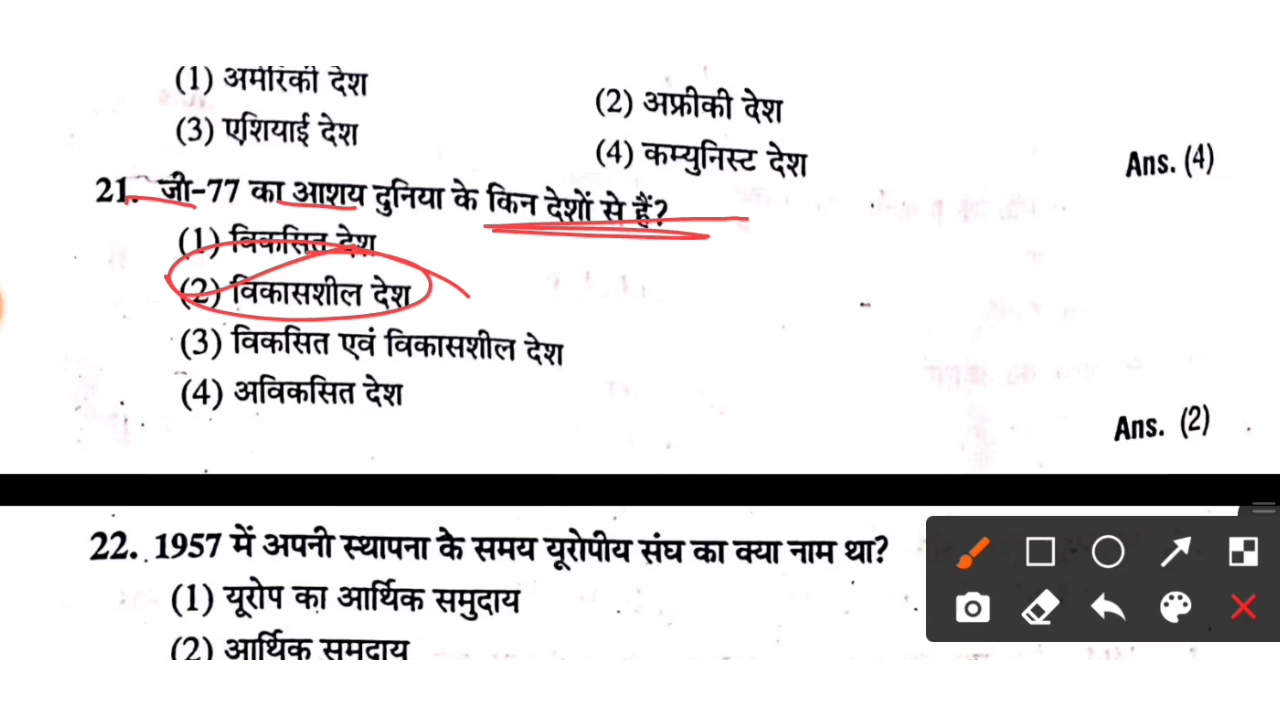 (1) अमेरिकी देश
(2) अफ्रीकी देश
(3) एशियाई देश
(4) कम्युनिस्ट देश
Ans. (4)
21. जी-77 का आशय दुनिया के किन देशों से हैं?
(1) विकसित देश
(2) विकासशील देश
(3) विकसित एवं विकासशील देश
(4) अविकसित देश
Ans. (2)
22. 1957 में अपनी स्थापना के समय यूरोपीय संघ का क्या नाम था?
(1) यूरोप का आर्थिक समुदाय
(2) आर्थिक समुदाय